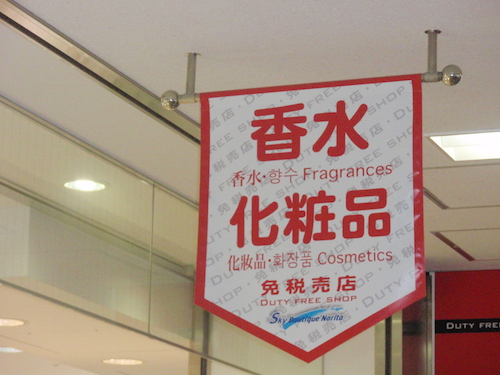 香水
香水・향수 Fragrances
化粧品
化妝品・화장품 Cosmetics
免税売店
DUTY FREE SHOP
Sky Boutique Norita
DUTY FREE